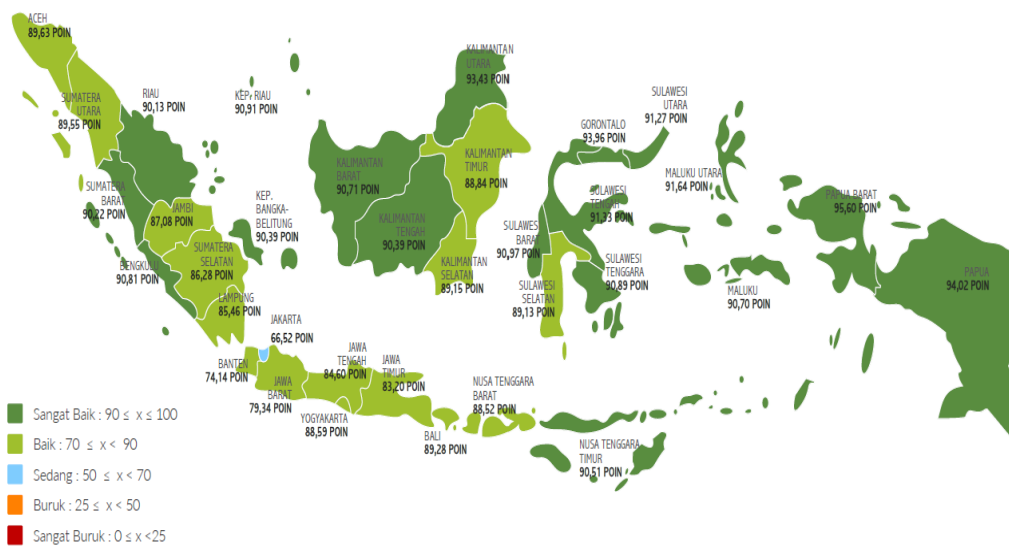 ACEH
89,63 POIN
SUMATERA
UTARA
89,55 POIN
RIAU
90,13 POIN
KEP. RIAU
90,91 POIN
SUMATERA
BARAT
90,22 POIN
JAMBI
87,08 POIN
KEP.
BANGKA-
BELITUNG
90,39 POIN
BENGKULU
90,81 POIN
SUMATERA
SELATAN
86,28 POIN
LAMPUNG
85,46 POIN
JAKARTA
66,52 POIN
BANTEN
74,14 POIN
JAWA
BARAT
79,34 POIN
JAWA
TENGAH
84,60 POIN
YOGYAKARTA
88,59 POIN
JAWA
TIMUR
83,20 POIN
BALI
89,28 POIN
NUSA TENGGARA
BARAT
88,52 POIN
NUSA TENGGARA
TIMUR
90,51 POIN
KALIMANTAN
UTARA
93,43 POIN
KALIMANTAN
BARAT
90,71 POIN
KALIMANTAN
TIMUR
88,84 POIN
KALIMANTAN
TENGAH
90,39 POIN
KALIMANTAN
SELATAN
89,15 POIN
SULAWESI
UTARA
91,27 POIN
GORONTALO
93,96 POIN
SULAWESI
TENGAH
91,33 POIN
SULAWESI
BARAT
90,97 POIN
SULAWESI
SELATAN
89,13 POIN
SULAWESI
TENGGARA
90,89 POIN
MALUKU UTARA
91,64 POIN
MALUKU
90,70 POIN
PAPUA BARAT
95,60 POIN
PAPUA
94,02 POIN
Sangat Baik : 90 ≤ x ≤ 100
Baik : 70 ≤ x < 90
Sedang : 50 ≤ x < 70
Buruk : 25 ≤ x < 50
Sangat Buruk : 0 ≤ x <25